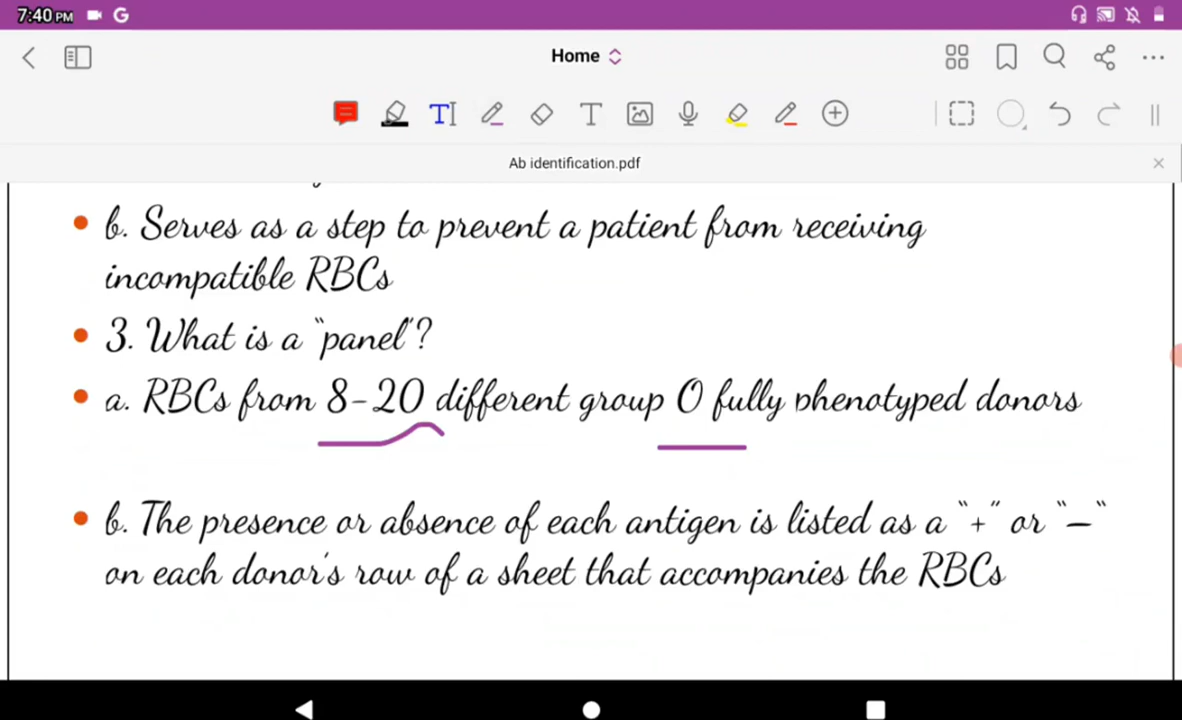 7:40 PM
G
Home
T
T
Ab identification.pdf
b. Serves as a step to prevent a patient from receiving
incompatible RBCs
3. What is a "panel"?
a. RBCs from 8-20 different group O fully phenotyped donors
b. The presence or absence of each antigen is listed as a "+" or "–"
on each donor's row of a sheet that accompanies the RBCs